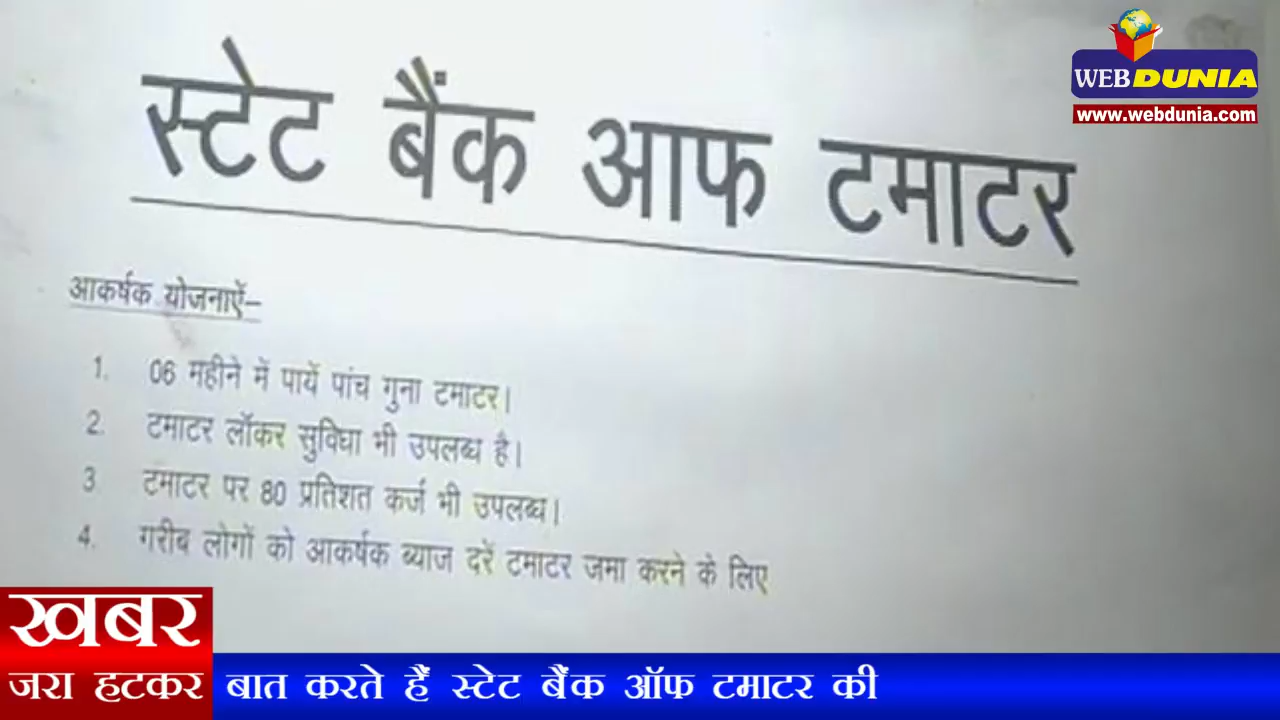 WEBDUNIA
www.webdunia.com
स्टेट बैंक आफ टमाटर
आकर्षक योजनाऐं–
1. 06 महीने में पायें पांच गुना टमाटर।
2. टमाटर लॉकर सुविधा भी उपलब्ध है।
3. टमाटर पर 80 प्रतिशत कर्ज भी उपलब्ध।
4. गरीब लोगों को आकर्षक ब्याज दरें टमाटर जमा करने के लिए
खबर
जरा हटकर
बात करते हैं स्टेट बैंक ऑफ टमाटर की